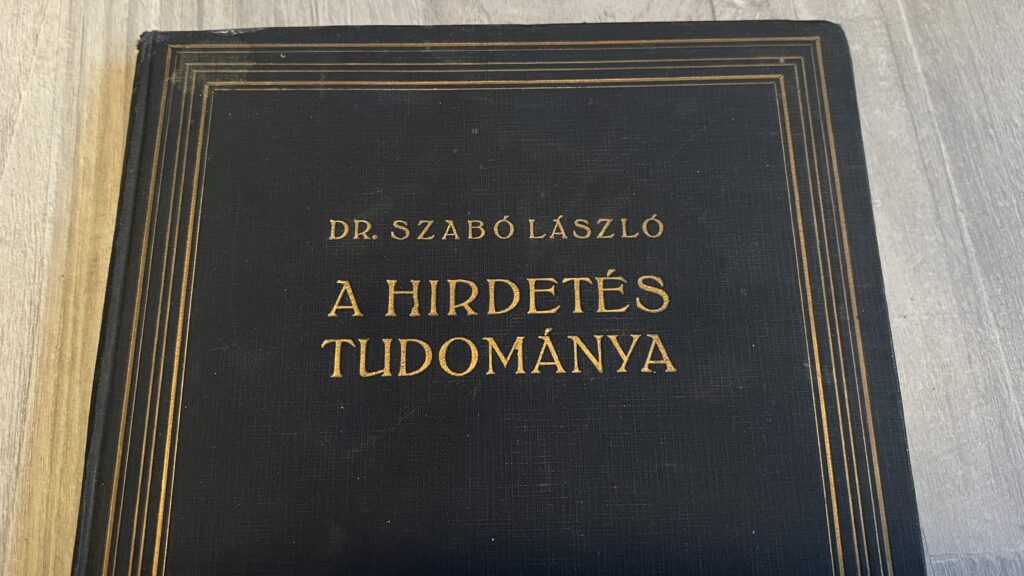 DR. SZABÓ LÁSZLÓ
A HIRDETÉS
TUDOMÁNYA